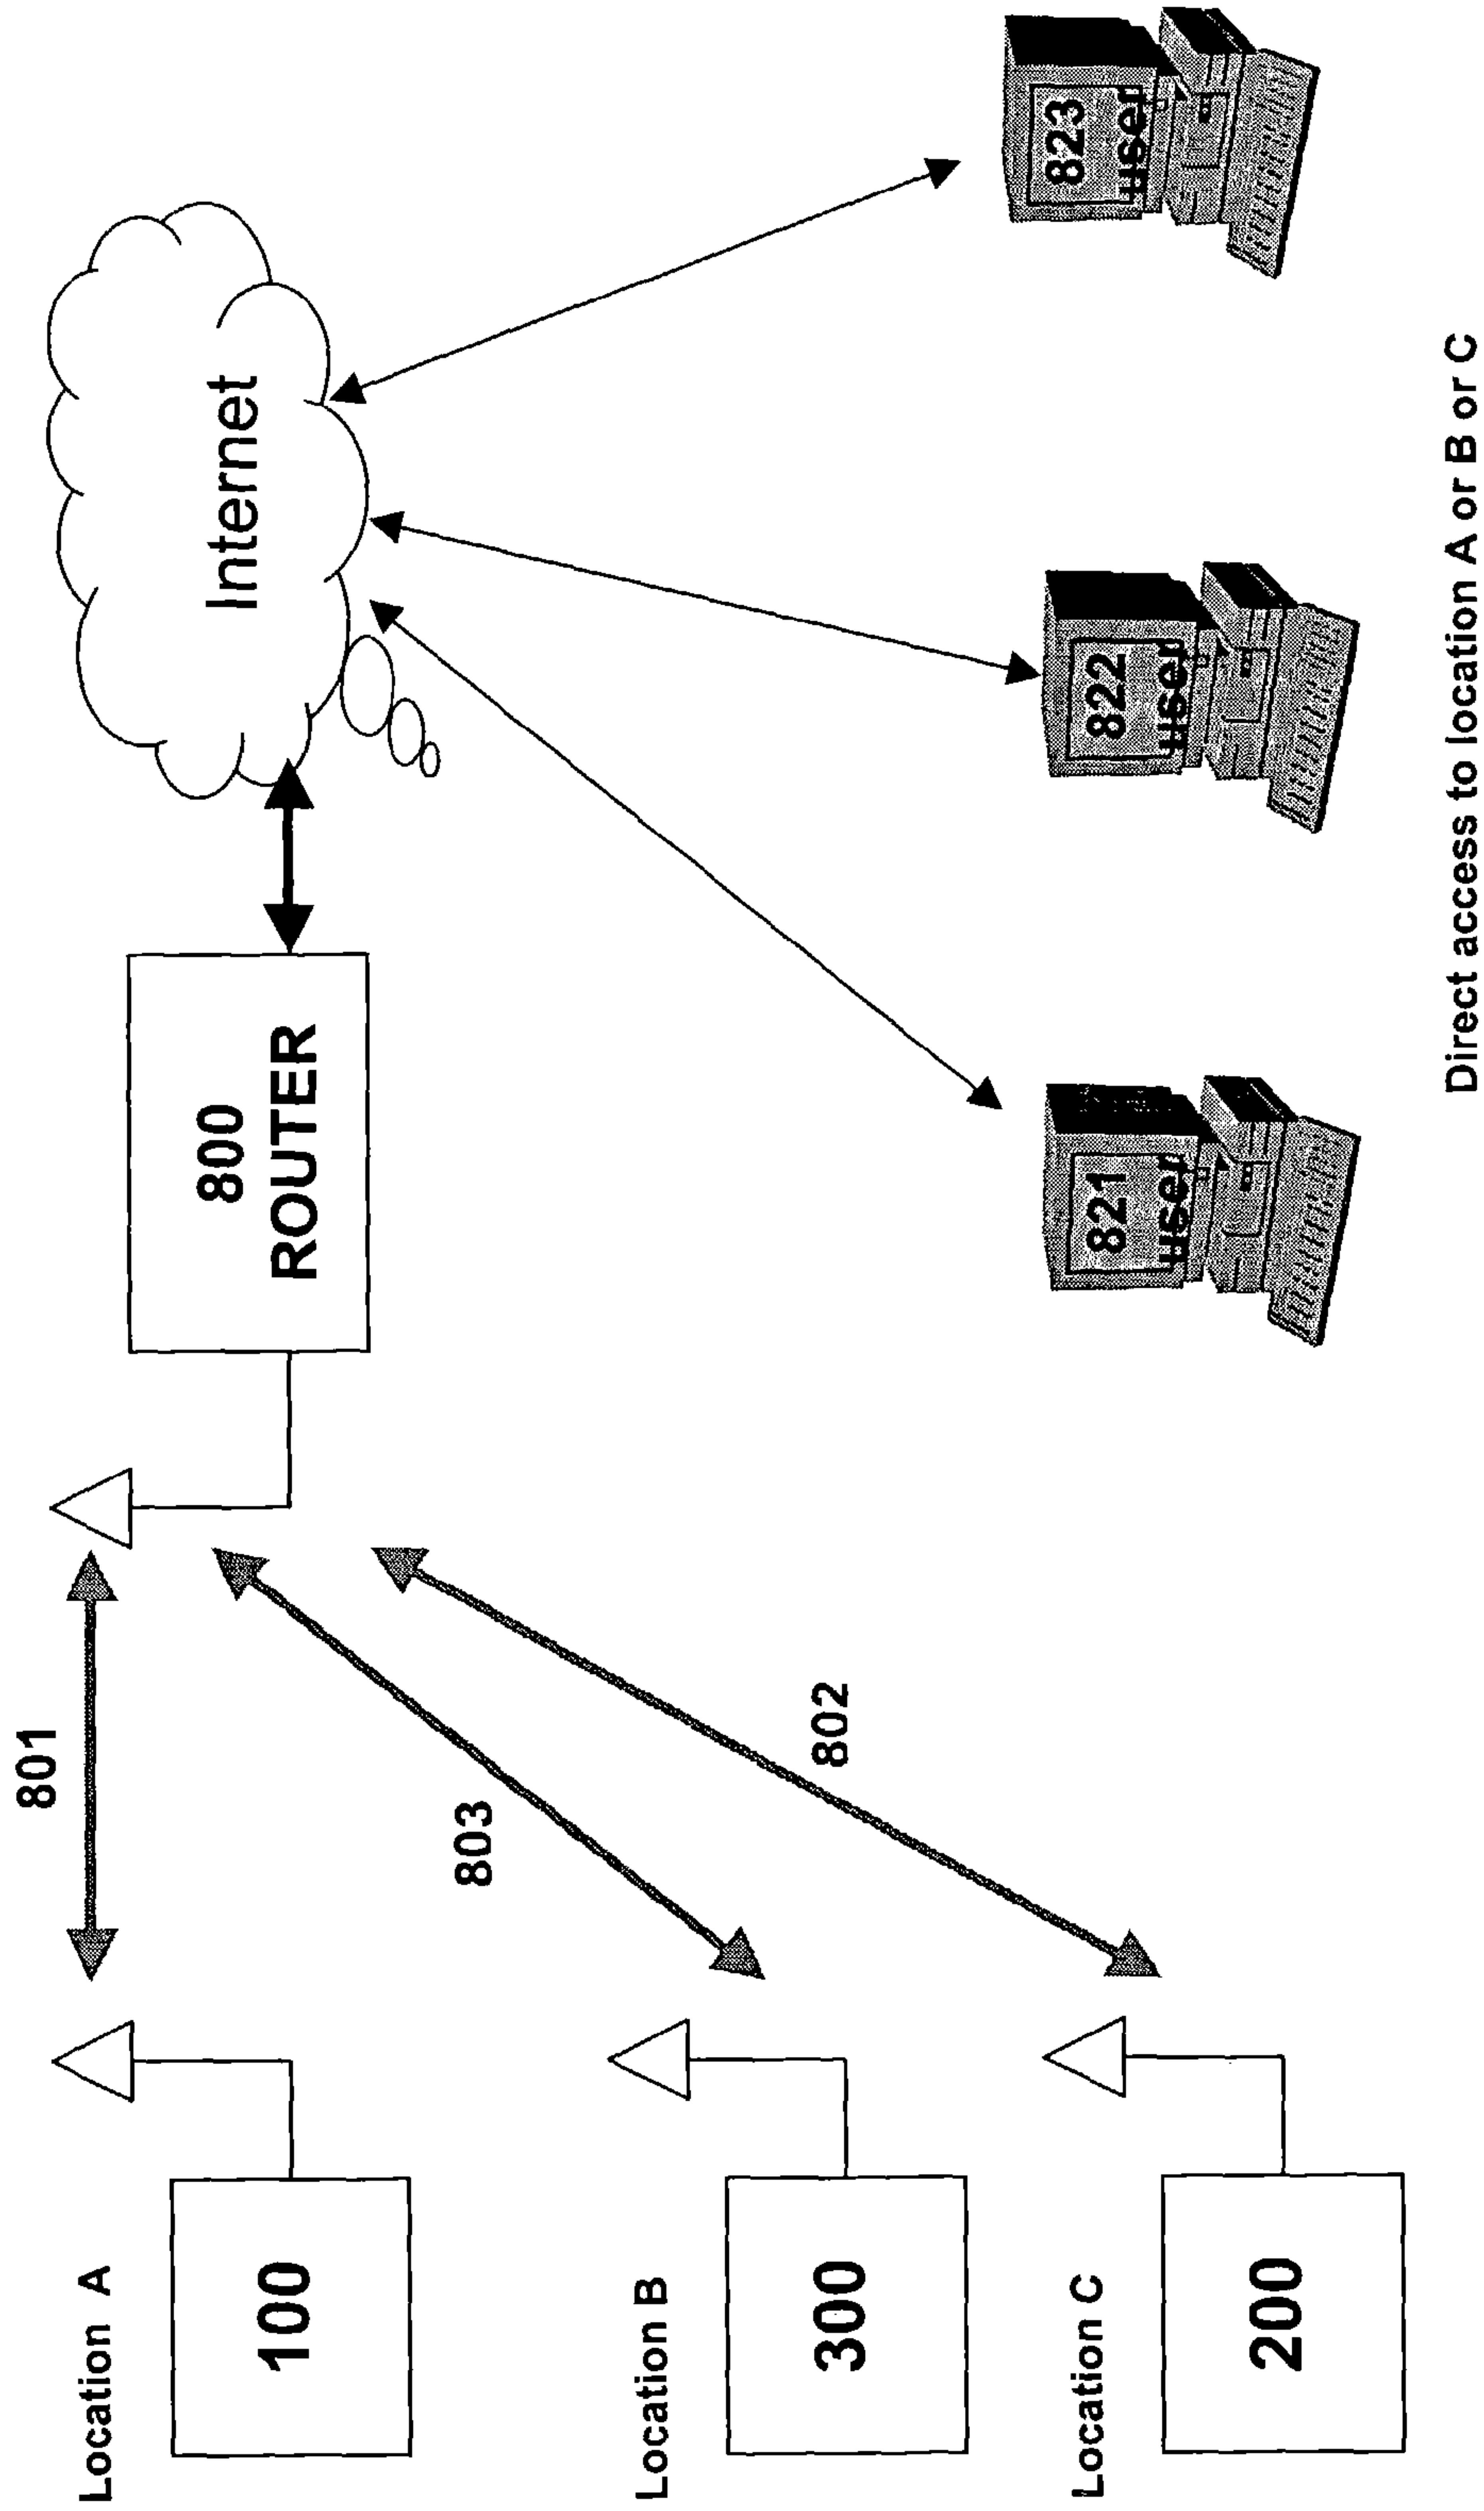 Location A
100
801
800
ROUTER
Internet
Location B
300
803
Location C
200
802
821
user
822
user
823
user
Direct access to location A or B or C